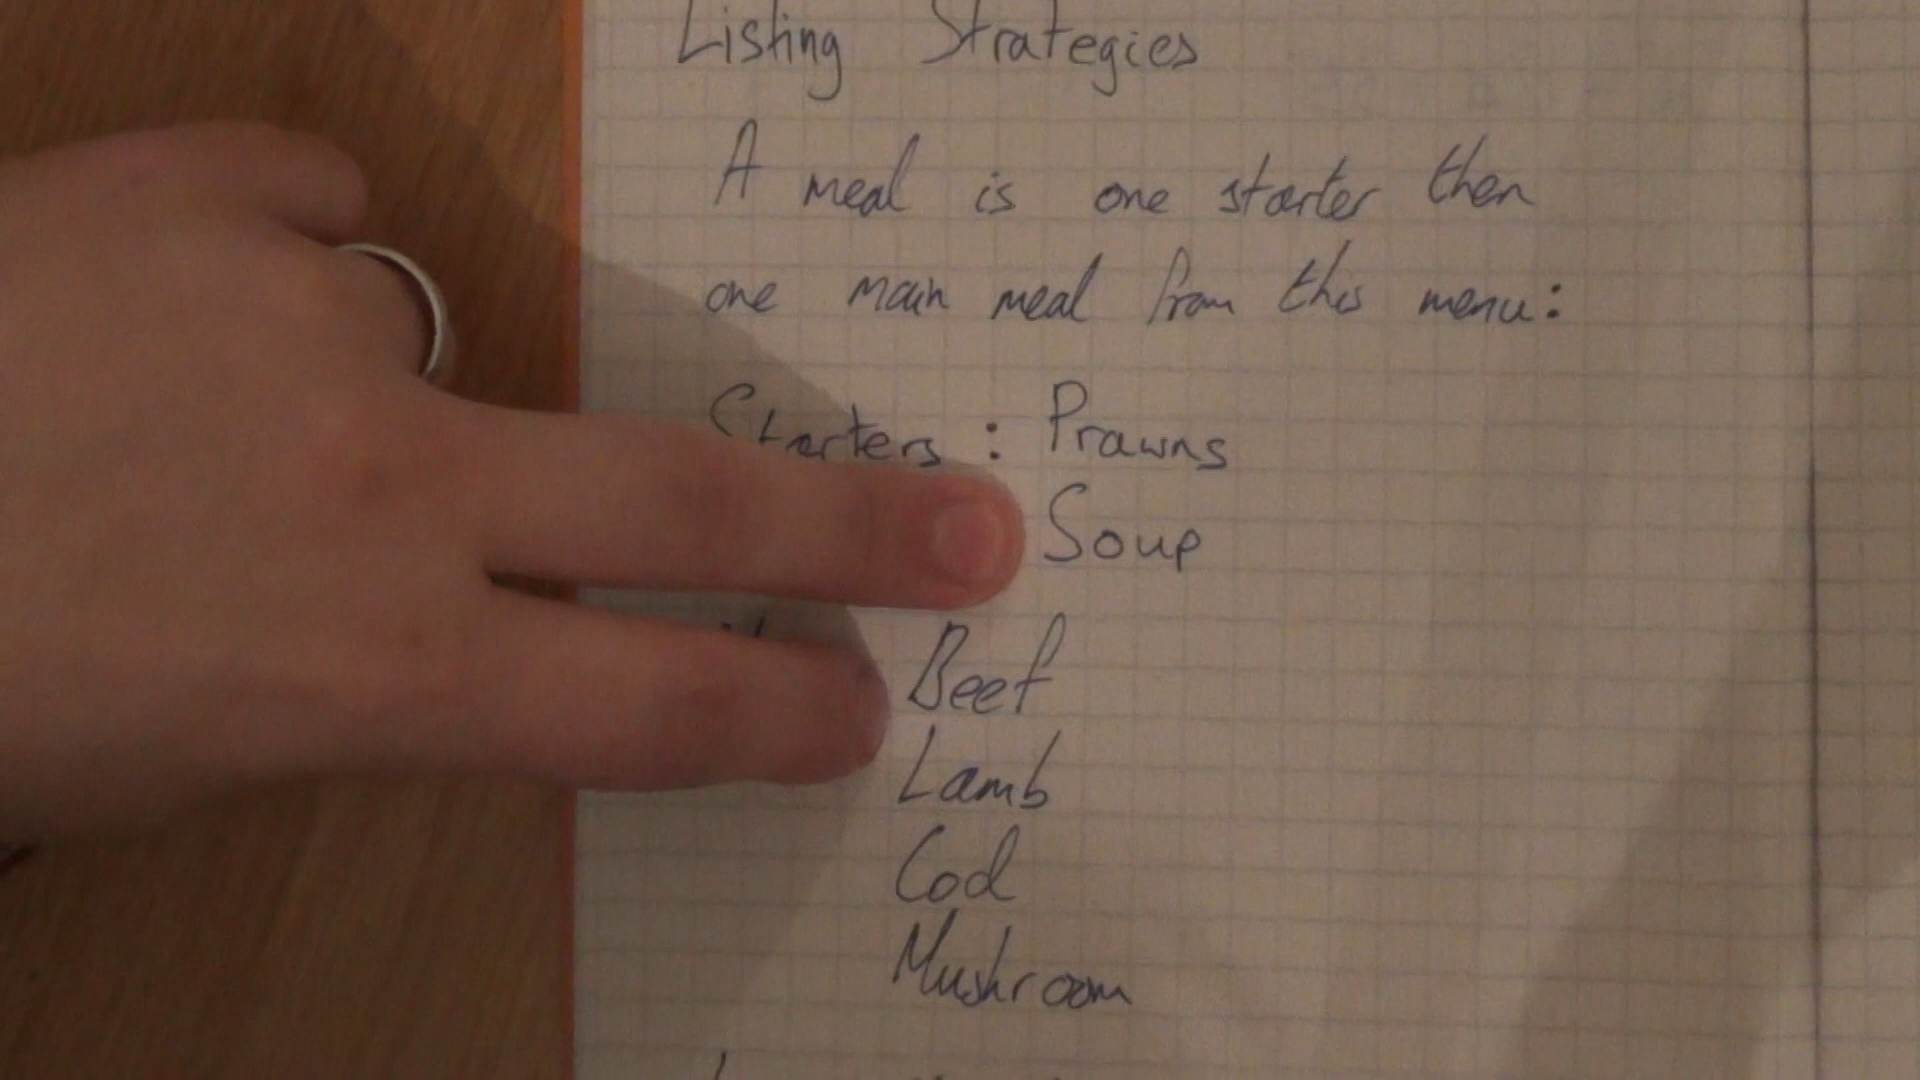 Listing Strategies
A meal is one starter then
one main meal from this menu:
Starters : Prawns
Soup
Beef
Lamb
Cod
Mushroom